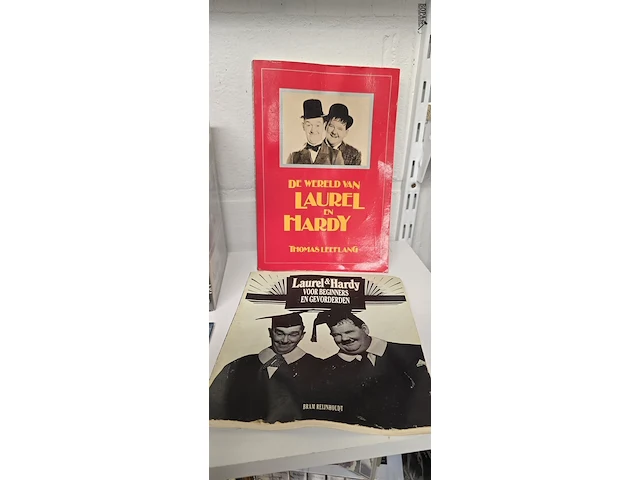 DE WERELD VAN
LAUREL
EN
HARDY
THOMAS LEEFLANG
Laurel & Hardy
VOOR BEGINNERS
EN GEVORDERDEN
BRAM REIJNHOUDT